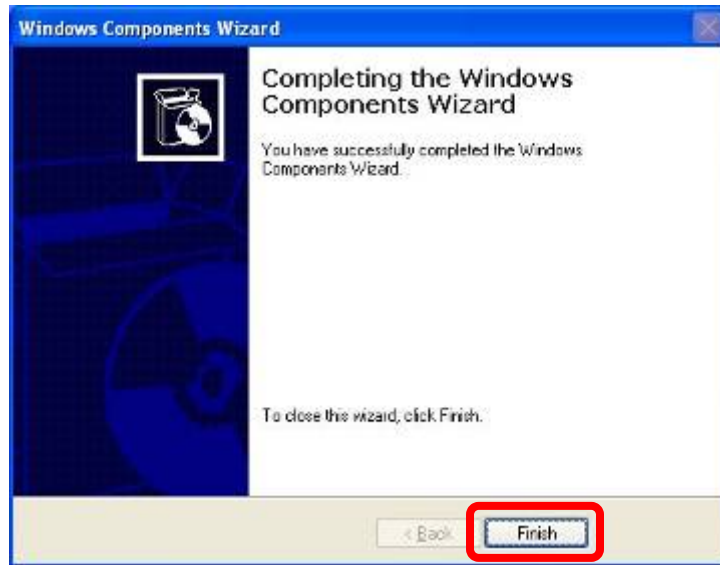 Windows Components Wizard
Completing the Windows
Components Wizard
You have successfully completed the Windows
Components Wizard.
To close this wizard, click Finish.
< Back
Finish